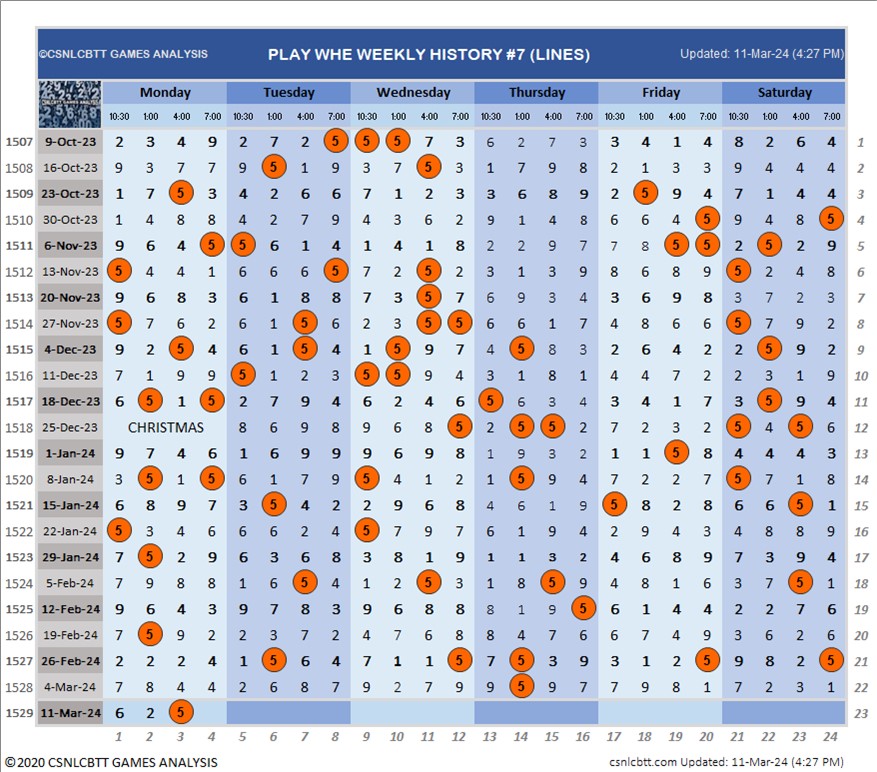 ©CSNLCBTT GAMES ANALYSIS PLAY WHE WEEKLY HISTORY #7 (LINES) Updated: 11-Mar-24 (4:27 PM)
CSNLCBTT GAMES ANALYSIS Monday Tuesday Wednesday Thursday Friday Saturday
10:30 1:00 4:00 7:00 10:30 1:00 4:00 7:00 10:30 1:00 4:00 7:00 10:30 1:00 4:00 7:00 10:30 1:00 4:00 7:00 10:30 1:00 4:00 7:00
1507 9-Oct-23 2 3 4 9 2 7 2 5 5 5 7 3 6 2 7 3 3 4 1 4 8 2 6 4 1
1508 16-Oct-23 9 3 7 7 9 5 1 9 3 7 5 3 1 7 9 8 2 1 3 3 9 4 4 4 2
1509 23-Oct-23 1 7 5 3 4 2 6 6 7 1 2 3 3 6 8 9 2 5 9 4 7 1 4 4 3
1510 30-Oct-23 1 4 8 8 4 2 7 9 4 3 6 2 9 1 4 8 6 6 4 5 9 4 8 5 4
1511 6-Nov-23 9 6 4 5 5 6 1 4 1 4 1 8 2 2 9 7 7 8 5 5 2 5 2 9 5
1512 13-Nov-23 5 4 4 1 6 6 6 5 7 2 5 2 3 1 3 9 8 6 8 9 5 2 4 8 6
1513 20-Nov-23 9 6 8 3 6 1 8 8 7 3 5 7 6 9 3 4 3 6 9 8 3 7 2 3 7
1514 27-Nov-23 5 7 6 2 6 1 5 6 2 3 5 5 6 6 1 7 4 8 6 6 5 7 9 2 8
1515 4-Dec-23 9 2 5 4 6 1 5 4 1 5 9 7 4 5 8 3 2 6 4 2 2 5 9 2 9
1516 11-Dec-23 7 1 9 9 5 1 2 3 5 5 9 4 3 1 8 1 4 4 7 2 2 3 1 9 10
1517 18-Dec-23 6 5 1 5 2 7 9 4 6 2 4 6 5 6 3 4 3 4 1 7 3 5 9 4 11
1518 25-Dec-23 CHRISTMAS 8 6 9 8 9 6 8 5 2 5 5 2 7 2 3 2 5 4 5 6 12
1519 1-Jan-24 9 7 4 6 1 6 9 9 9 6 9 8 1 9 3 2 1 1 5 8 4 4 4 3 13
1520 8-Jan-24 3 5 4 5 6 1 7 9 5 4 1 2 1 5 9 4 7 2 2 7 5 7 1 8 14
1521 15-Jan-24 6 8 9 7 3 5 4 2 2 9 6 8 4 6 1 9 5 8 2 8 6 6 5 1 15
1522 22-Jan-24 5 3 4 6 6 6 2 4 5 7 9 7 6 1 7 3 2 9 4 3 4 8 8 9 16
1523 29-Jan-24 7 5 2 9 6 3 6 8 3 8 1 9 1 1 3 2 4 6 8 9 7 3 9 4 17
1524 5-Feb-24 7 9 8 8 1 6 5 4 1 2 5 3 1 8 5 9 4 8 1 6 3 7 5 1 18
1525 12-Feb-24 9 6 4 3 9 7 8 3 9 6 8 8 8 1 9 5 6 1 4 4 2 2 7 6 19
1526 19-Feb-24 7 5 9 2 2 3 7 2 4 7 6 8 8 4 7 6 6 7 4 9 3 6 2 6 20
1527 26-Feb-24 2 2 2 4 1 5 6 4 7 1 1 5 7 5 3 9 3 1 2 5 9 8 2 5 21
1528 4-Mar-24 7 8 4 4 2 6 8 7 9 2 7 9 9 5 9 7 7 9 8 1 7 2 3 1 22
1529 11-Mar-24 6 2 5 23
1 2 3 4 5 6 7 8 9 10 11 12 13 14 15 16 17 18 19 20 21 22 23 24
©2020 CSNLCBTT GAMES ANALYSIS csnlcbtt.com Updated: 11-Mar-24 (4:27 PM)